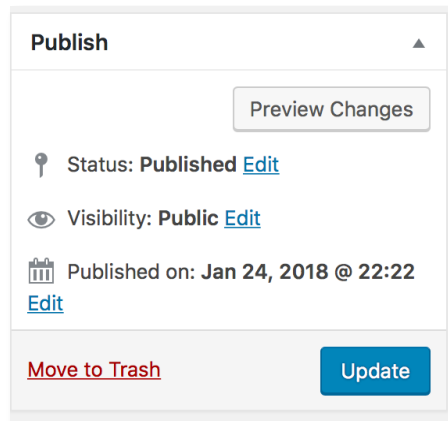 Publish
Preview Changes
Status: Published Edit
Visibility: Public Edit
Published on: Jan 24, 2018 @ 22:22
Edit
Move to Trash Update